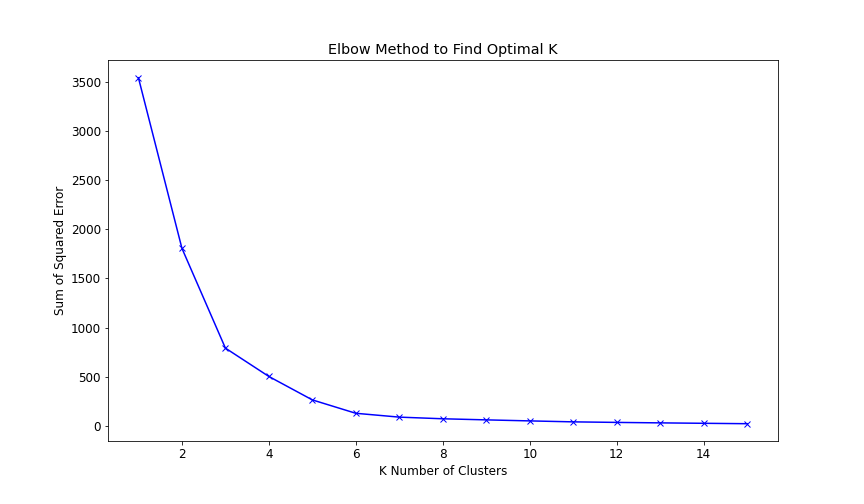 Elbow Method to Find Optimal K
3500
3000
2500
2000
1500
1000
500
0
Sum of Squared Error
2 4 6 8 10 12 14
K Number of Clusters